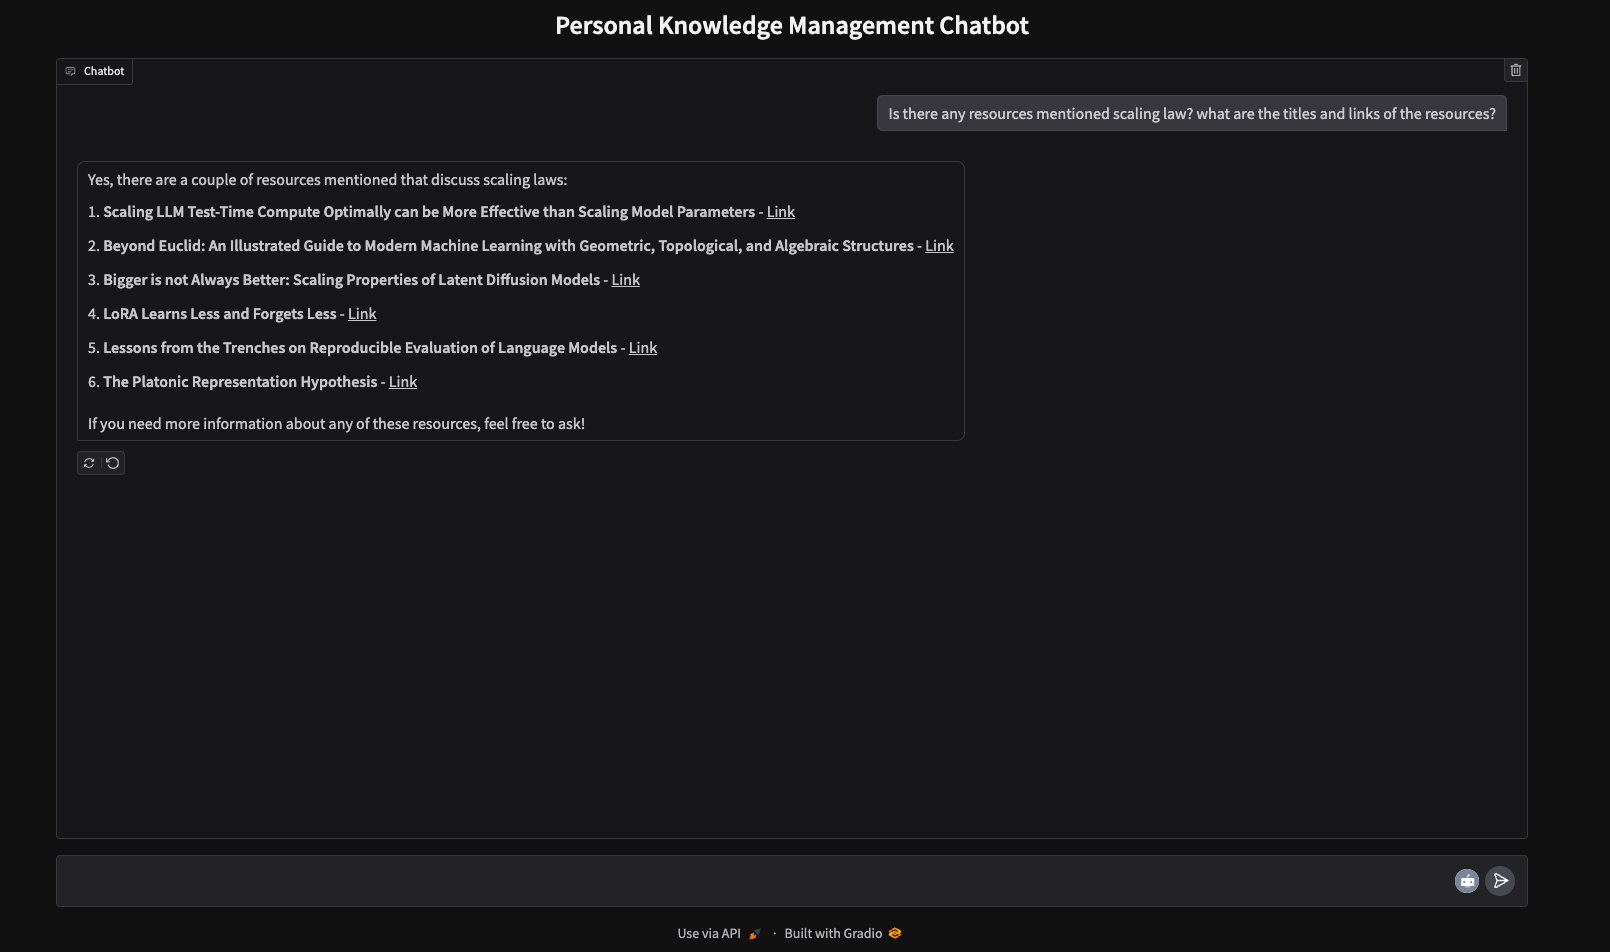 Personal Knowledge Management Chatbot
Chatbot
Is there any resources mentioned scaling law? what are the titles and links of the resources?
Yes, there are a couple of resources mentioned that discuss scaling laws:
1. Scaling LLM Test-Time Compute Optimally can be More Effective than Scaling Model Parameters - Link
2. Beyond Euclid: An Illustrated Guide to Modern Machine Learning with Geometric, Topological, and Algebraic Structures - Link
3. Bigger is not Always Better: Scaling Properties of Latent Diffusion Models - Link
4. LoRA Learns Less and Forgets Less - Link
5. Lessons from the Trenches on Reproducible Evaluation of Language Models - Link
6. The Platonic Representation Hypothesis - Link
If you need more information about any of these resources, feel free to ask!
Use via API · Built with Gradio